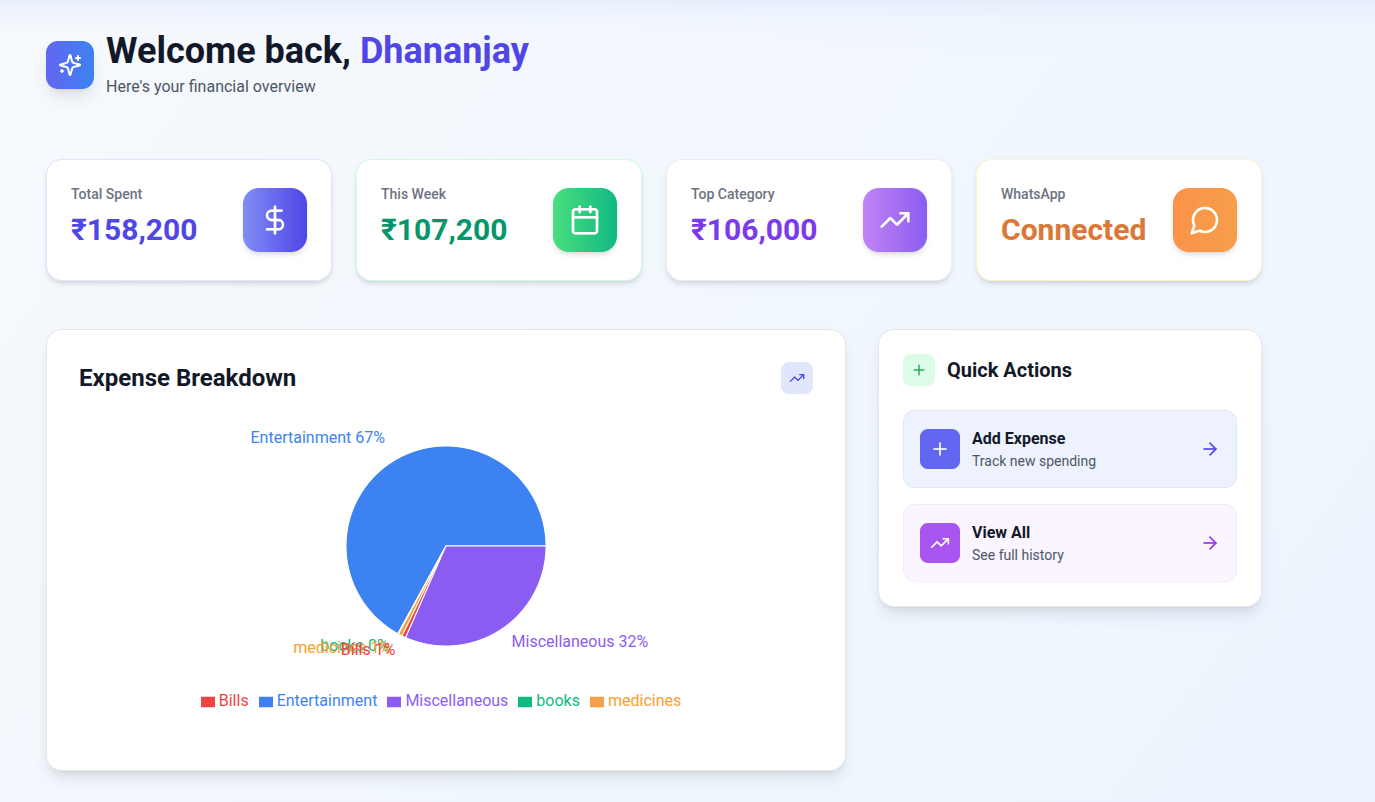 Welcome back, Dhananjay
Here's your financial overview
Total Spent
₹158,200
This Week
₹107,200
Top Category
₹106,000
WhatsApp
Connected
Expense Breakdown
Entertainment 67%
books 0%
Bills 1%
Miscellaneous 32%
Bills Entertainment Miscellaneous books medicines
Quick Actions
Add Expense
Track new spending
View All
See full history